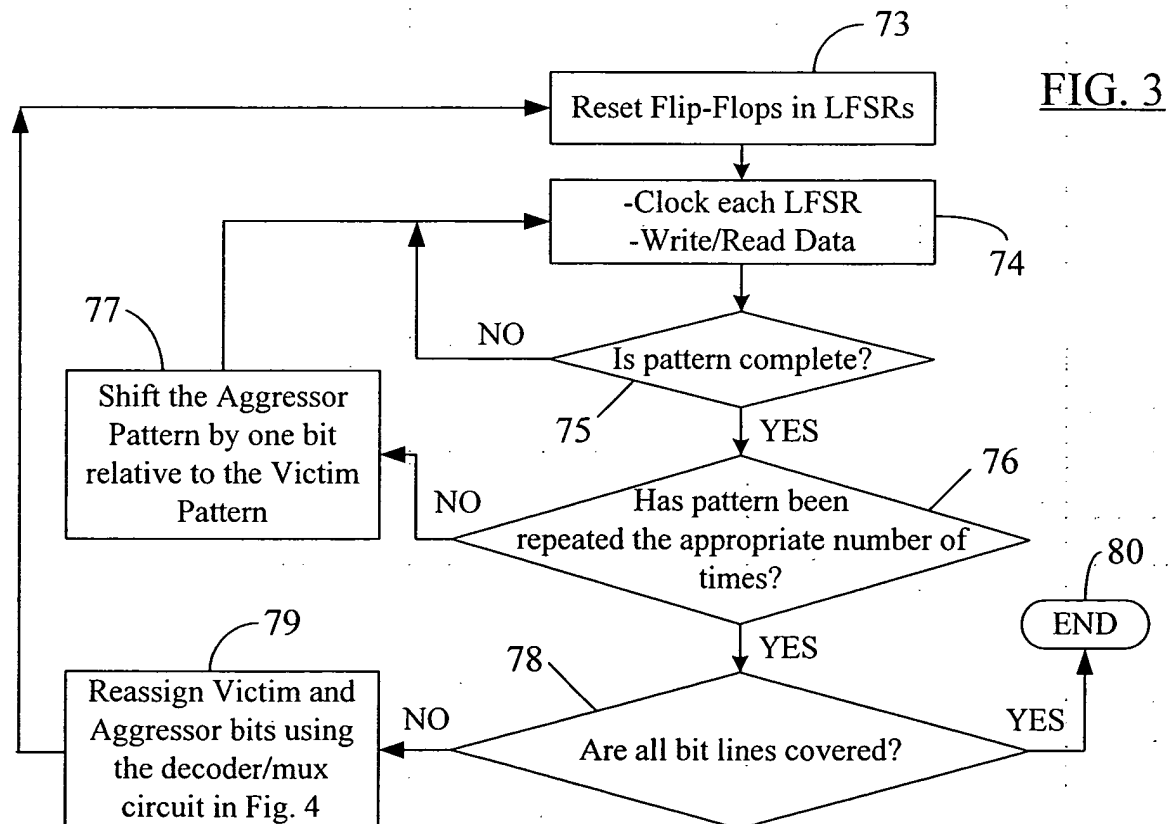 73
FIG. 3
Reset Flip-Flops in LFSRs
-Clock each LFSR
-Write/Read Data
74
77
NO
Is pattern complete?
75
YES
Shift the Aggressor
Pattern by one bit
relative to the Victim
Pattern
76
NO
Has pattern been
repeated the appropriate number of
times?
80
END
79
YES
78
Reassign Victim and
Aggressor bits using
the decoder/mux
circuit in Fig. 4
NO
Are all bit lines covered?
YES